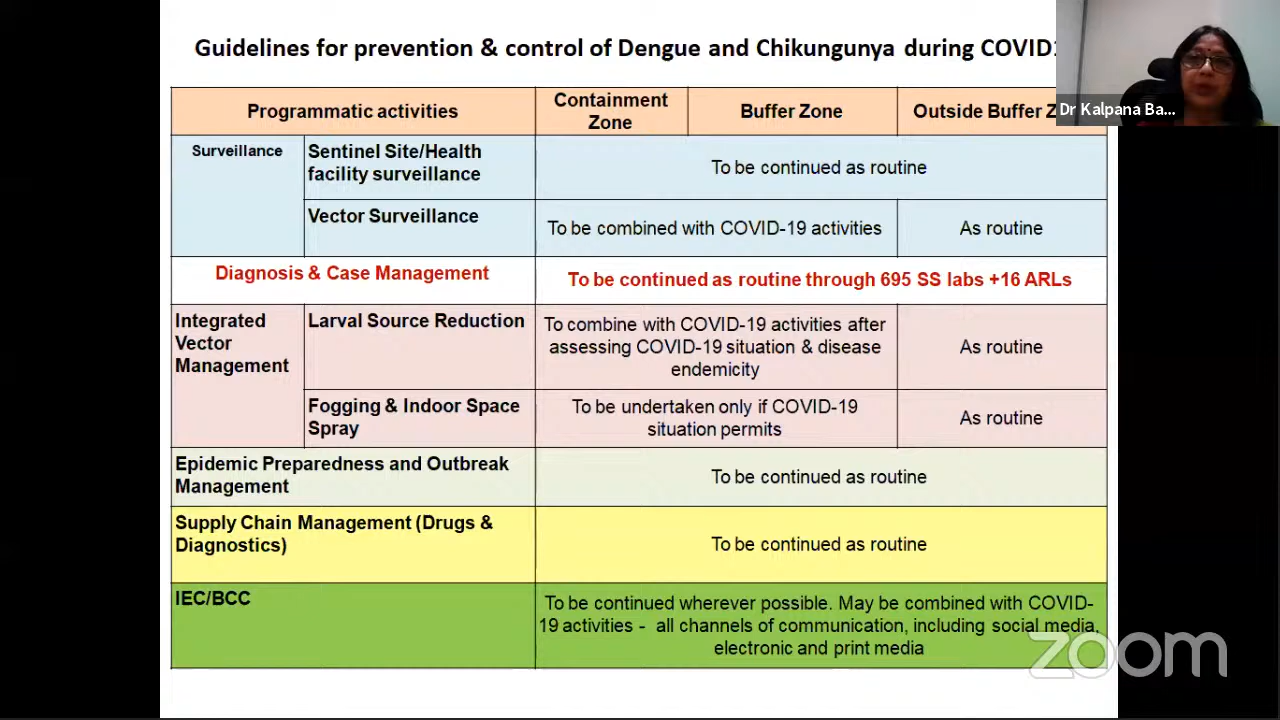 Guidelines for prevention & control of Dengue and Chikungunya during COVID
Dr Kalpana Ba...
Programmatic activities
Containment
Zone
Buffer Zone
Outside Buffer
Surveillance
Sentinel Site/Health
facility surveillance
To be continued as routine
Vector Surveillance
To be combined with COVID-19 activities
As routine
Diagnosis & Case Management
To be continued as routine through 695 SS labs +16 ARLs
Integrated
Vector
Management
Larval Source Reduction
To combine with COVID-19 activities after
assessing COVID-19 situation & disease
endemicity
As routine
Fogging & Indoor Space
Spray
To be undertaken only if COVID-19
situation permits
As routine
Epidemic Preparedness and Outbreak
Management
To be continued as routine
Supply Chain Management (Drugs &
Diagnostics)
To be continued as routine
IEC/BCC
To be continued wherever possible. May be combined with COVID-
19 activities - all channels of communication, including social media,
electronic and print media
zoom